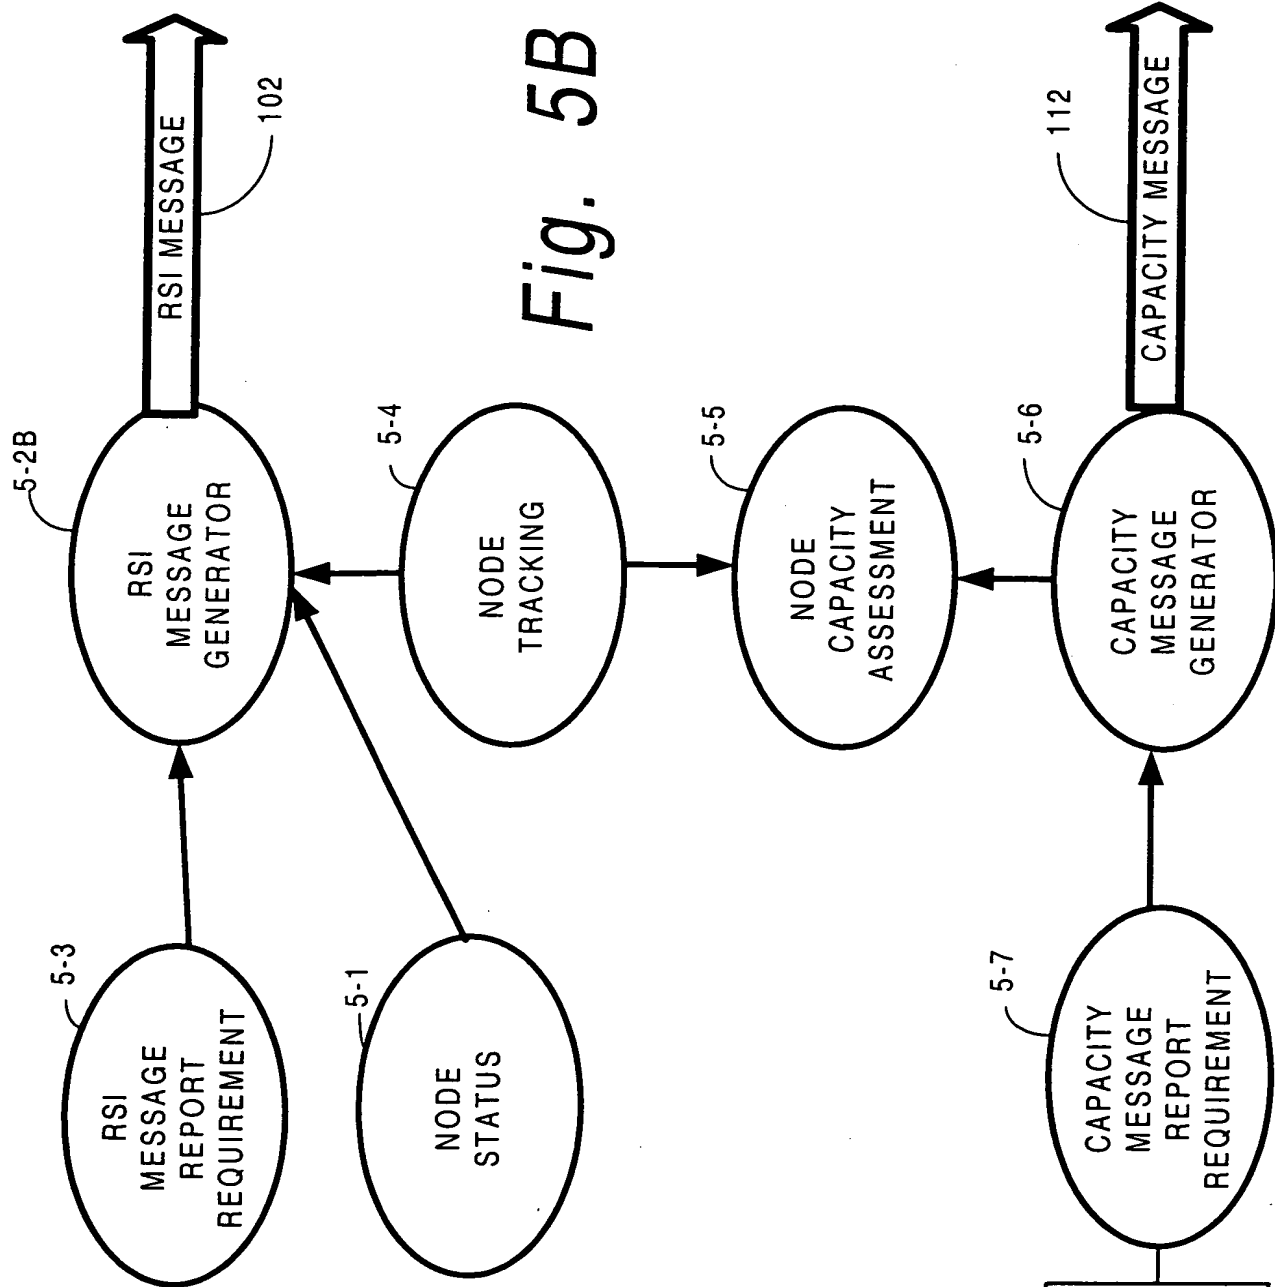 RSI MESSAGE
102
5-2B
RSI
MESSAGE
GENERATOR
5-3
RSI
MESSAGE
REPORT
REQUIREMENT
5-1
NODE
STATUS
5-4
NODE
TRACKING
Fig. 5B
5-5
NODE
CAPACITY
ASSESSMENT
5-6
CAPACITY
MESSAGE
GENERATOR
112
CAPACITY MESSAGE
5-7
CAPACITY
MESSAGE
REPORT
REQUIREMENT